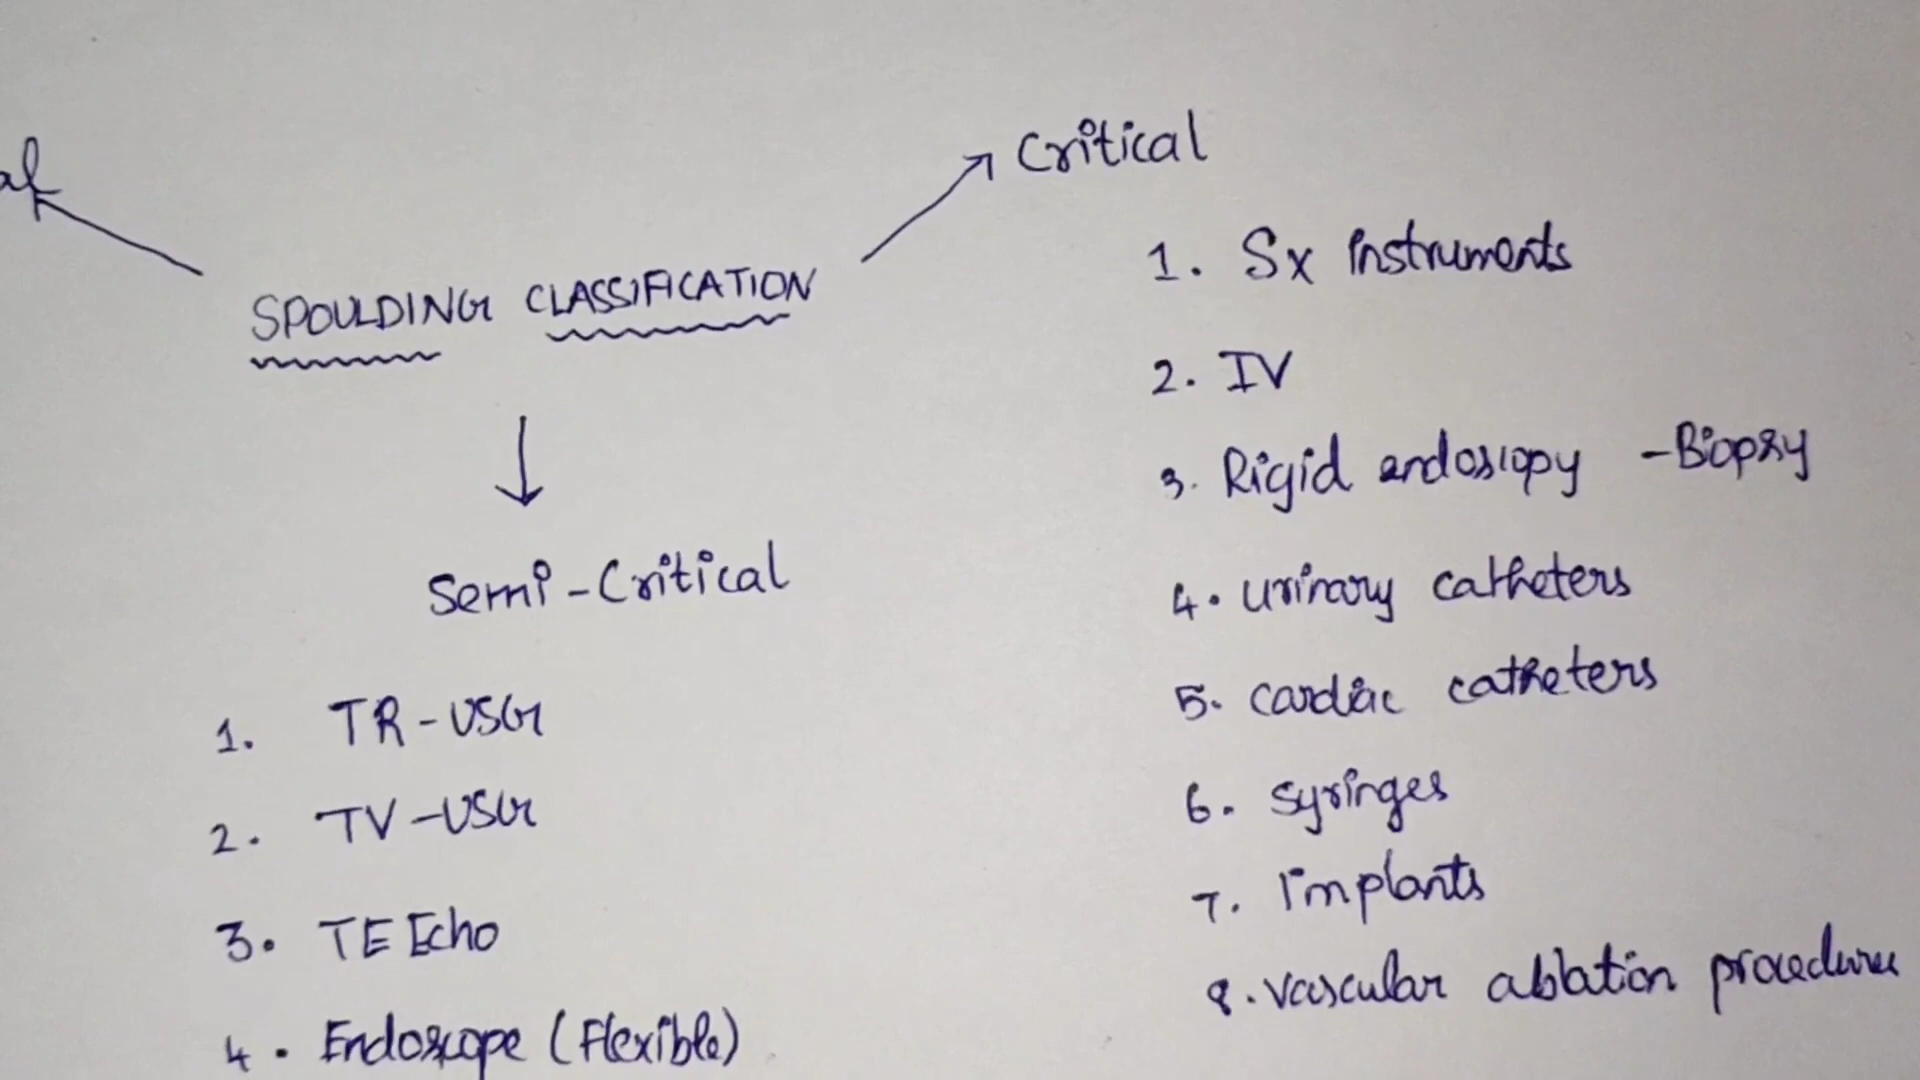 Critical
SPOULDING CLASSIFICATION
1. Sx Instruments
2. IV
3. Rigid endoscopy - Biopsy
Semi-Critical
4. urinary catheters
5. cardiac catheters
1. TR-USG
6. Syringes
2. TV-USG
7. Implants
3. TE Echo
8. vascular ablation procedures
4. Endoscope (Flexible)